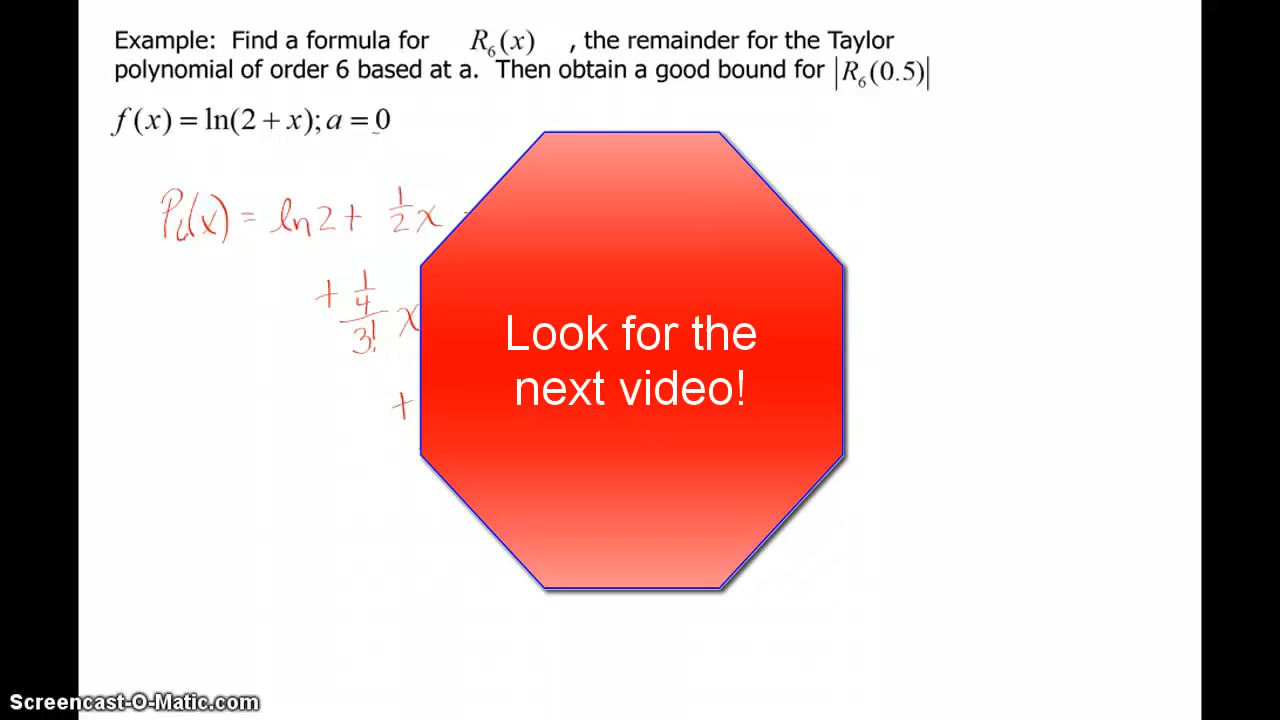 Example: Find a formula for R₆(x) , the remainder for the Taylor
polynomial of order 6 based at a. Then obtain a good bound for |R₆(0.5)|
f(x) = ln(2 + x); a = 0
P₆(x) = ln2 + 1/2 x
+ 1/4 / 3! x
+
Look for the
next video!
Screencast-O-Matic.com